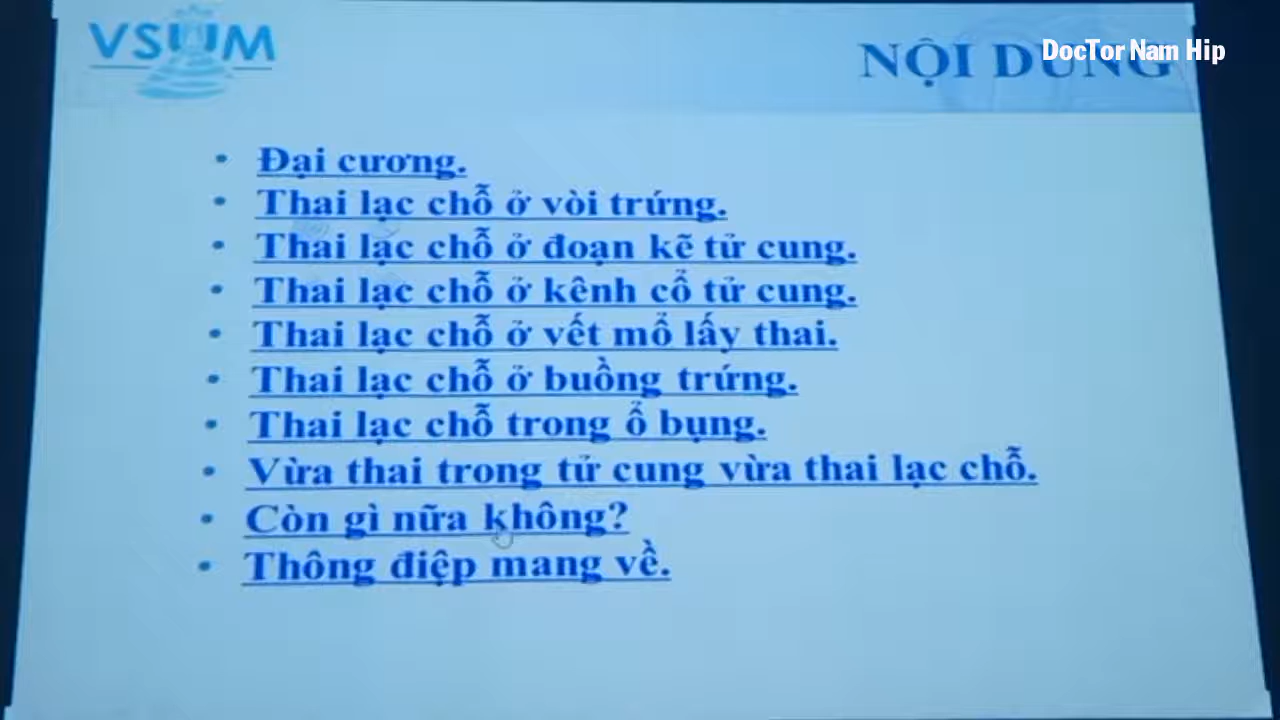 VSUM
NỘI DUNG
DocTor Nam Hip
• Đại cương.
• Thai lạc chỗ ở vòi trứng.
• Thai lạc chỗ ở đoạn kẽ tử cung.
• Thai lạc chỗ ở kênh cổ tử cung.
• Thai lạc chỗ ở vết mổ lấy thai.
• Thai lạc chỗ ở buồng trứng.
• Thai lạc chỗ trong ổ bụng.
• Vừa thai trong tử cung vừa thai lạc chỗ.
• Còn gì nữa không?
• Thông điệp mang về.